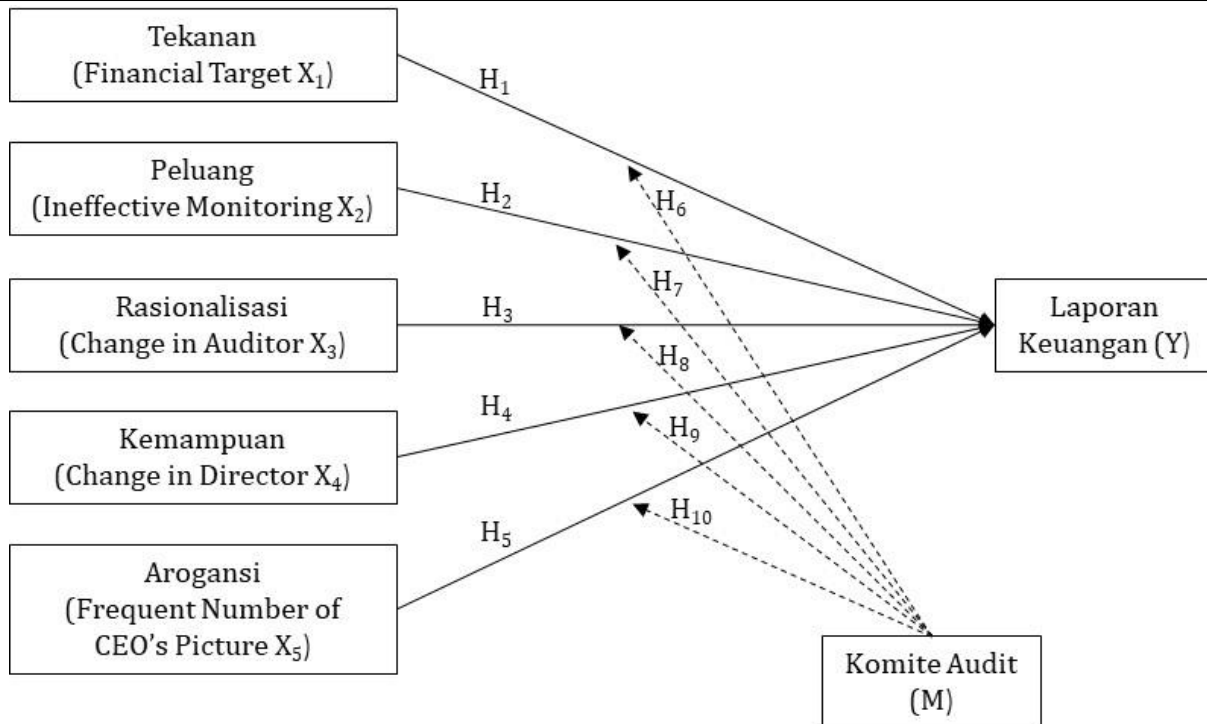 Tekanan
(Financial Target X₁)
H₁
Peluang
(Ineffective Monitoring X₂)
H₂
H₆
Rasionalisasi
(Change in Auditor X₃)
H₃
H₇
Laporan
Keuangan (Y)
H₈
Kemampuan
(Change in Director X₄)
H₄
H₉
Arogansi
(Frequent Number of
CEO’s Picture X₅)
H₅
H₁₀
Komite Audit
(M)